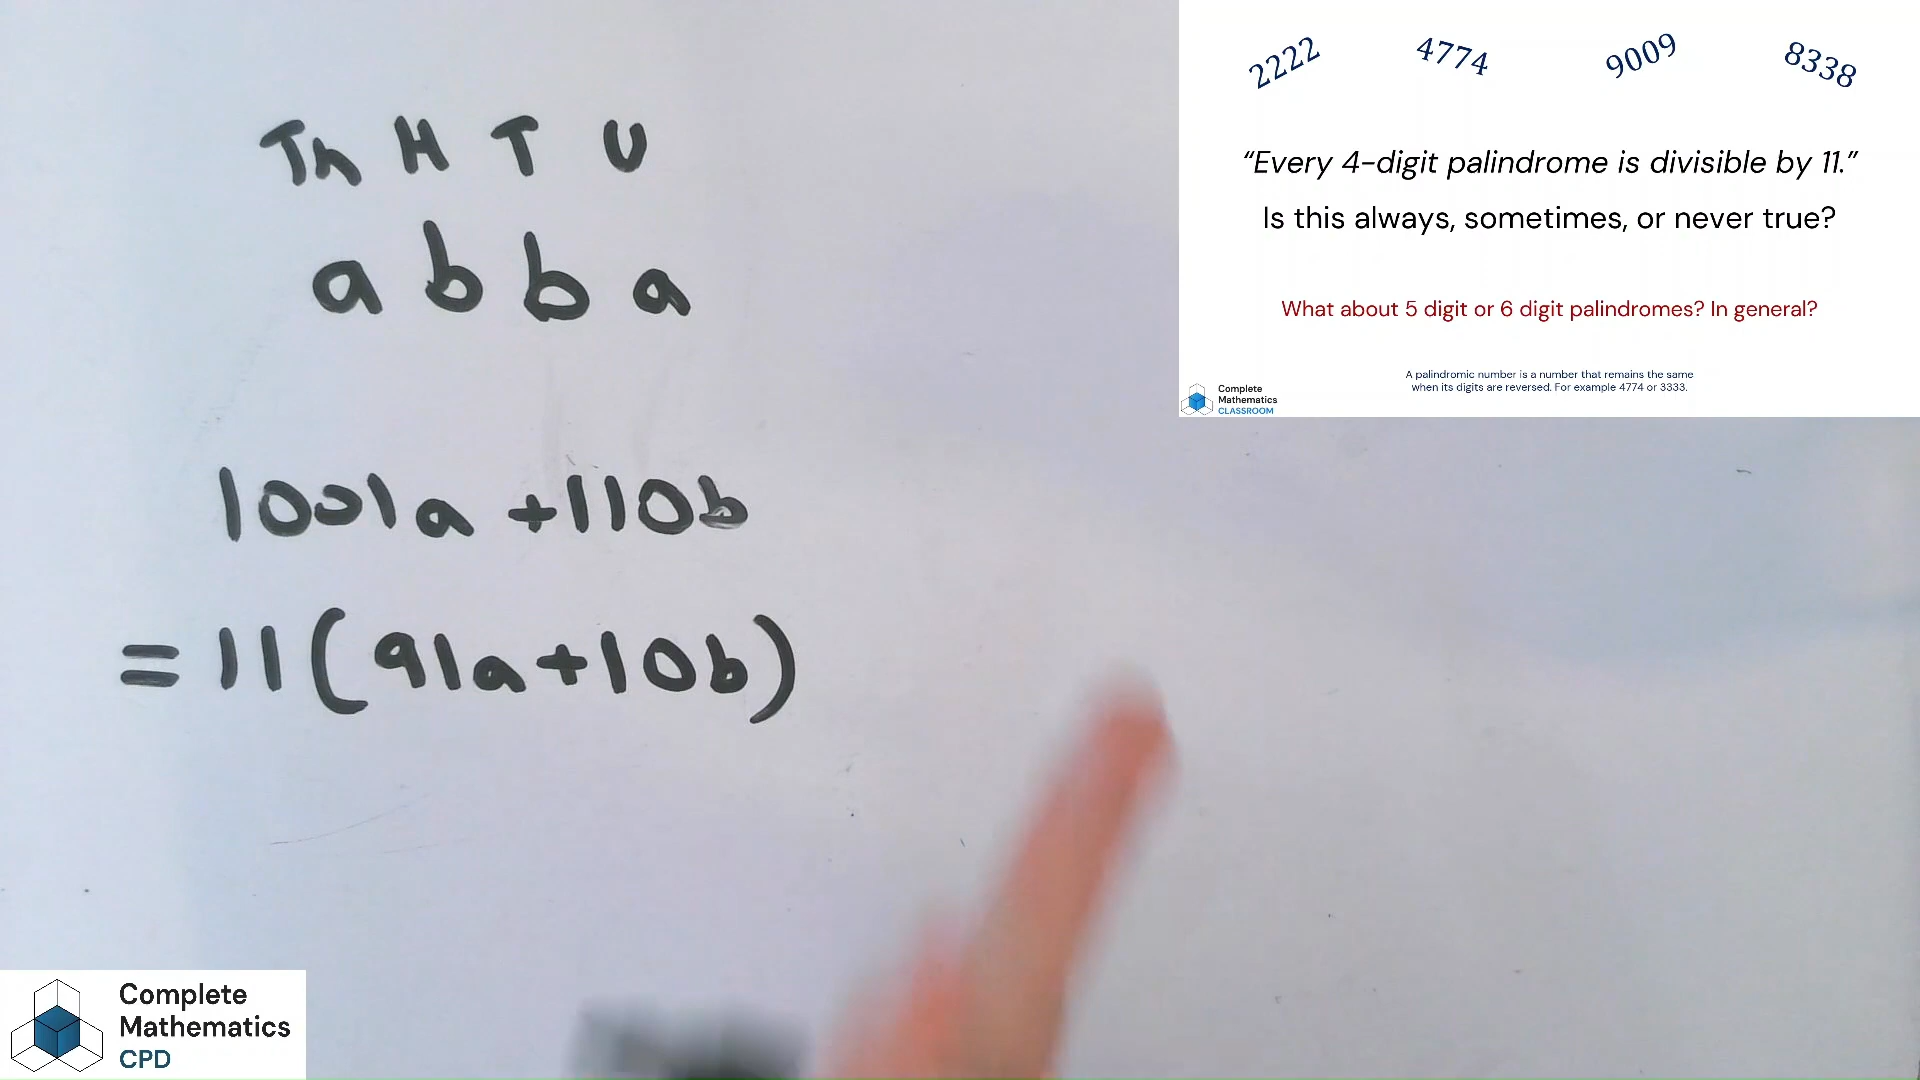 Th H T U
a b b a
1001a + 110b
= 11(91a + 10b)
2222 4774 9009 8338
“Every 4-digit palindrome is divisible by 11.”
Is this always, sometimes, or never true?
What about 5 digit or 6 digit palindromes? In general?
A palindromic number is a number that remains the same
when its digits are reversed. For example 4774 or 3333.
Complete
Mathematics
CLASSROOM
Complete
Mathematics
CPD